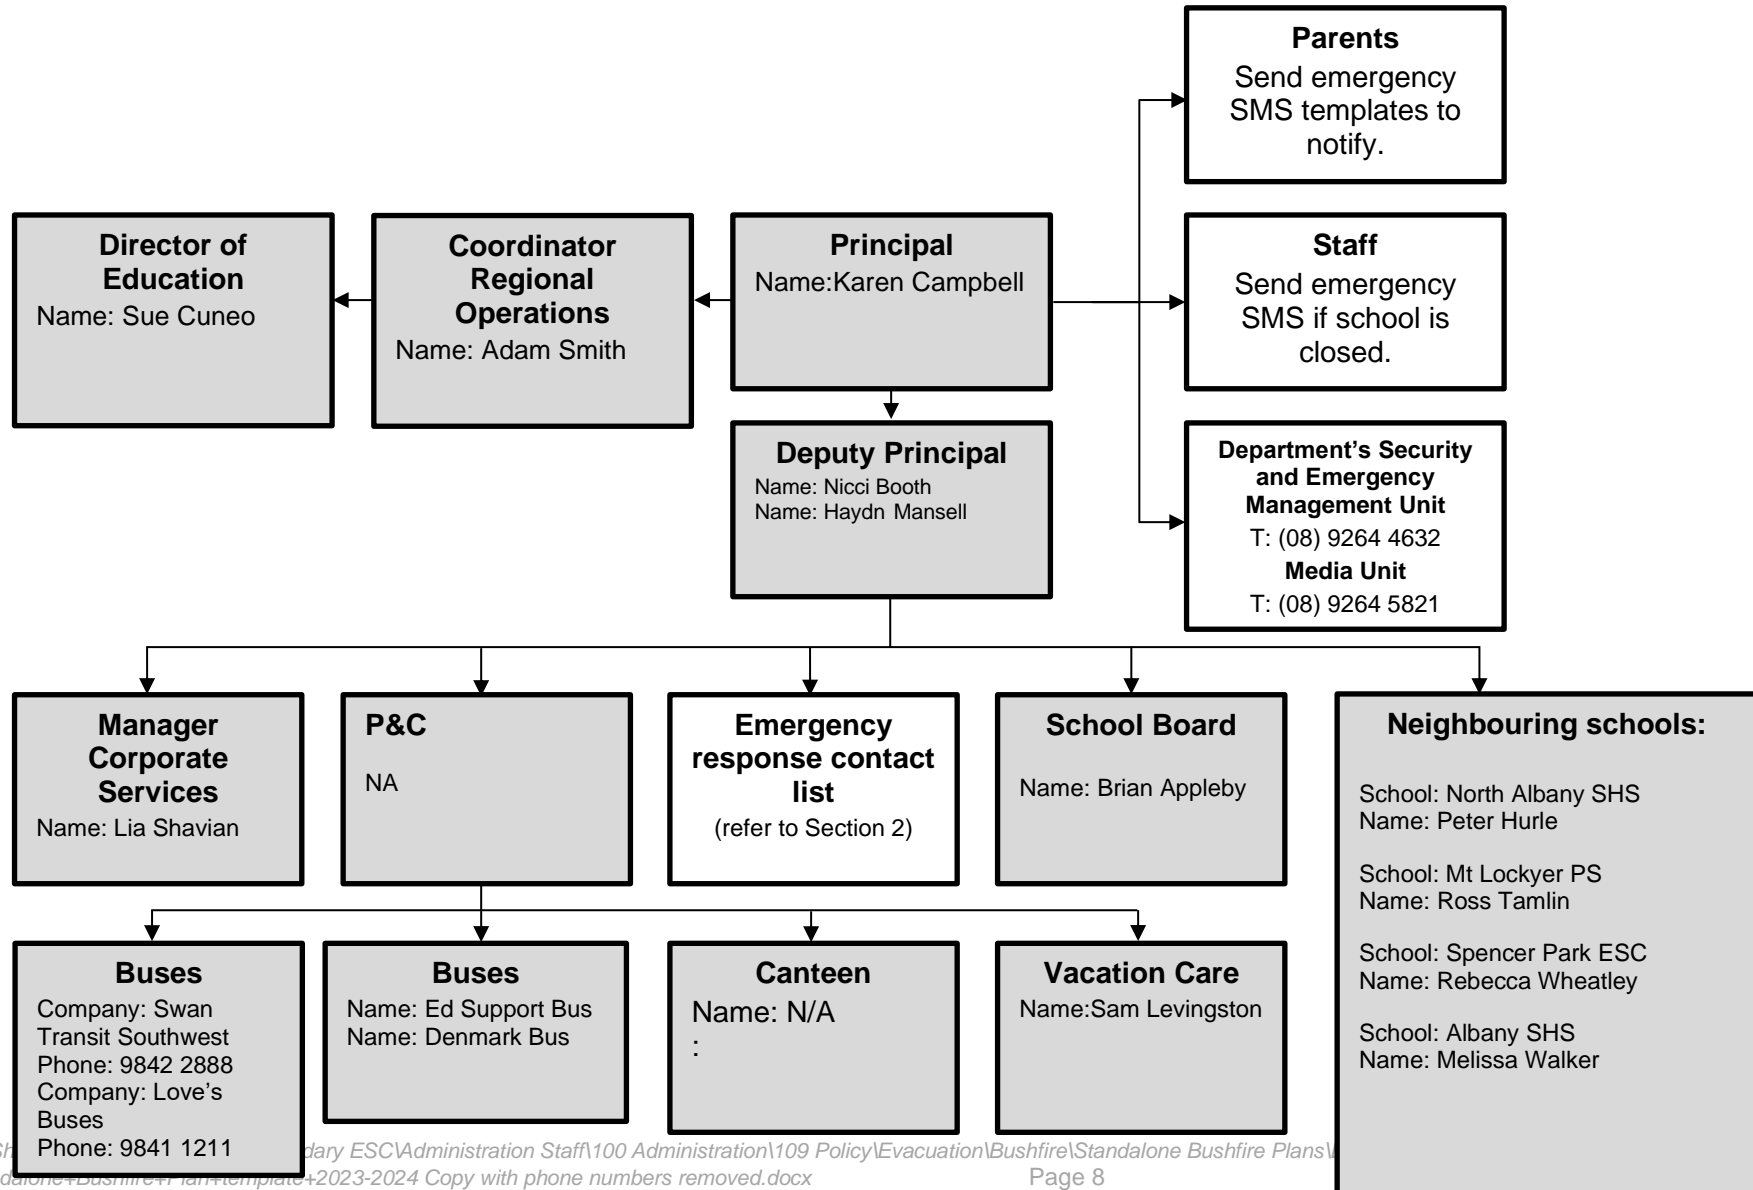 Parents
Send emergency
SMS templates to
notify.
Director of
Education
Name: Sue Cuneo
Coordinator
Regional
Operations
Name: Adam Smith
Principal
Name:Karen Campbell
Staff
Send emergency
SMS if school is
closed.
Deputy Principal
Name: Nicci Booth
Name: Haydn Mansell
Department's Security
and Emergency
Management Unit
T: (08) 9264 4632
Media Unit
T: (08) 9264 5821
Manager
Corporate
Services
Name: Lia Shavian
P&C
NA
Emergency
response contact
list
(refer to Section 2)
School Board
Name: Brian Appleby
Neighbouring schools:
School: North Albany SHS
Name: Peter Hurle
School: Mt Lockyer PS
Name: Ross Tamlin
School: Spencer Park ESC
Name: Rebecca Wheatley
School: Albany SHS
Name: Melissa Walker
Buses
Company: Swan
Transit Southwest
Phone: 9842 2888
Company: Love's
Buses
Phone: 9841 1211
Buses
Name: Ed Support Bus
Name: Denmark Bus
Canteen
Name: N/A
:
Vacation Care
Name:Sam Levingston
dary ESC\Administration Staff\100 Administration\109 Policy\Evacuation\Bushfire\Standalone Bushfire Plans\
dalone+Bushfire+Plan+template+2023-2024 Copy with phone numbers removed.docx Page 8